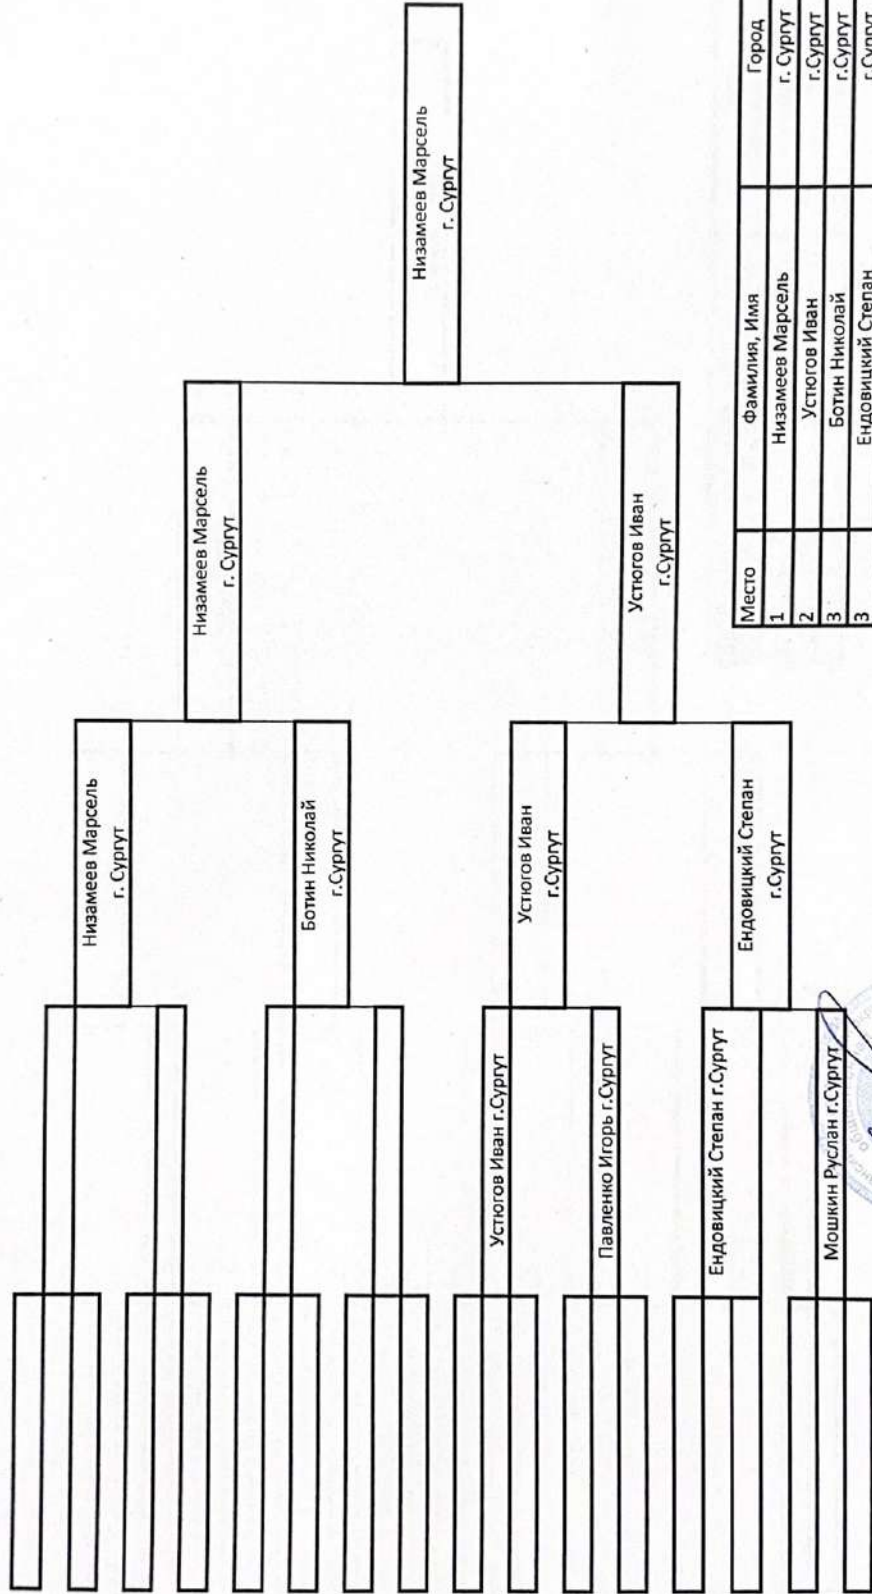 Устюгов Иван г.Сургут
Павленко Игорь г.Сургут
Ендовицкий Степан г.Сургут
Мошкин Руслан г.Сургут
Низамеев Марсель
г. Сургут
Ботин Николай
г.Сургут
Устюгов Иван
г.Сургут
Ендовицкий Степан
г.Сургут
Низамеев Марсель
г. Сургут
Устюгов Иван
г.Сургут
Низамеев Марсель
г. Сургут
Место Фамилия, Имя Город
1 Низамеев Марсель г. Сургут
2 Устюгов Иван г.Сургут
3 Ботин Николай г.Сургут
3 Ендовицкий Степан г.Сургут